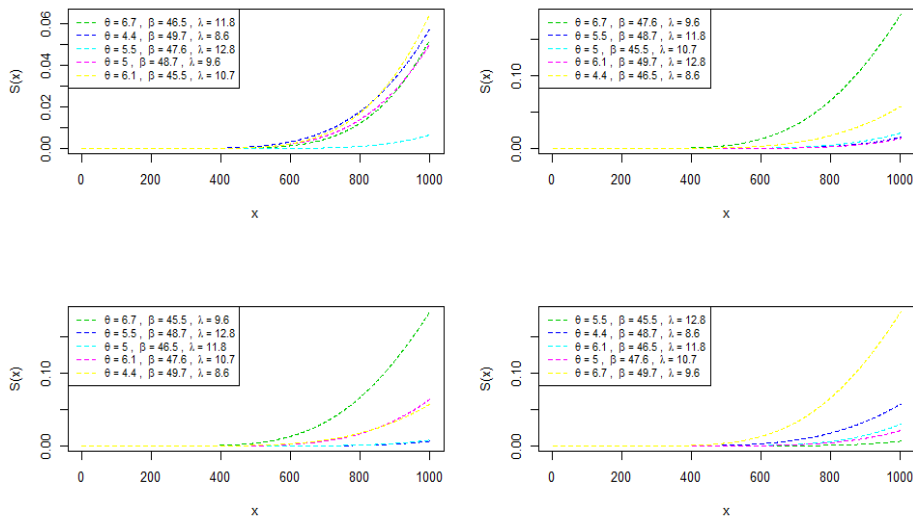 θ = 6.7 , β = 46.5 , λ = 11.8
θ = 4.4 , β = 49.7 , λ = 8.6
θ = 5.5 , β = 47.6 , λ = 12.8
θ = 5 , β = 48.7 , λ = 9.6
θ = 6.1 , β = 45.5 , λ = 10.7
S(x)
0.06
0.04
0.02
0.00
0 200 400 600 800 1000
x
θ = 6.7 , β = 47.6 , λ = 9.6
θ = 5.5 , β = 48.7 , λ = 11.8
θ = 5 , β = 45.5 , λ = 10.7
θ = 6.1 , β = 49.7 , λ = 12.8
θ = 4.4 , β = 46.5 , λ = 8.6
S(x)
0.10
0.00
0 200 400 600 800 1000
x
θ = 6.7 , β = 45.5 , λ = 9.6
θ = 5.5 , β = 48.7 , λ = 12.8
θ = 5 , β = 46.5 , λ = 11.8
θ = 6.1 , β = 47.6 , λ = 10.7
θ = 4.4 , β = 49.7 , λ = 8.6
S(x)
0.10
0.00
0 200 400 600 800 1000
x
θ = 5.5 , β = 45.5 , λ = 12.8
θ = 4.4 , β = 48.7 , λ = 8.6
θ = 6.1 , β = 46.5 , λ = 11.8
θ = 5 , β = 47.6 , λ = 10.7
θ = 6.7 , β = 49.7 , λ = 9.6
S(x)
0.10
0.00
0 200 400 600 800 1000
x